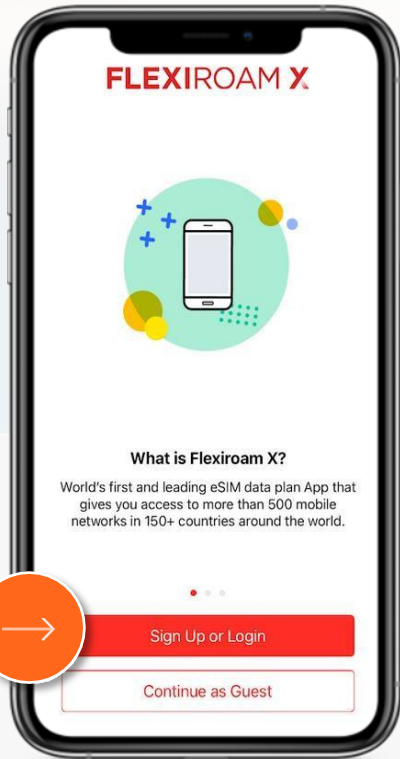 FLEXIROAM X
What is Flexiroam X?
World's first and leading eSIM data plan App that
gives you access to more than 500 mobile
networks in 150+ countries around the world.
Sign Up or Login
Continue as Guest